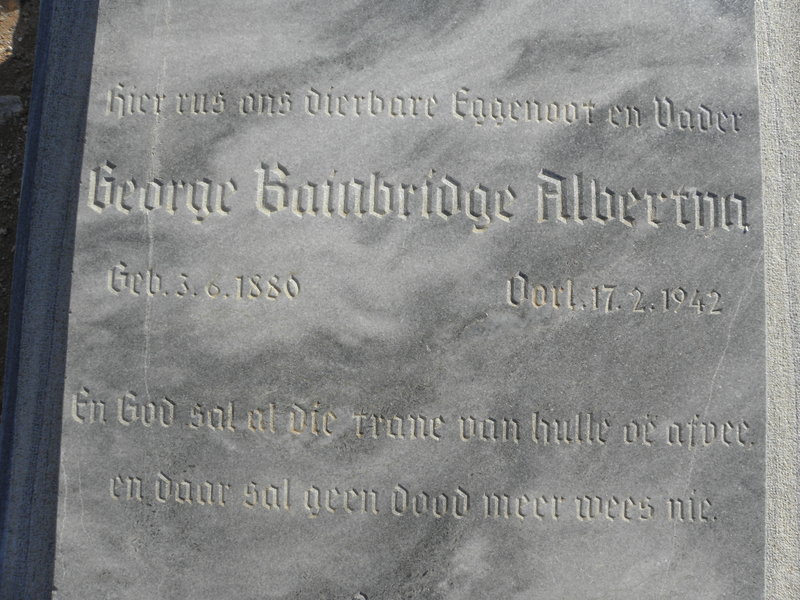 Hier rus ons dierbare Eggenoot en Vader
George Bainbridge Albertyn
Geb. 3. 6. 1880 Oorl. 17. 2. 1942
En God sal al die trane van hulle oë afvee.
en daar sal geen dood meer wees nie.